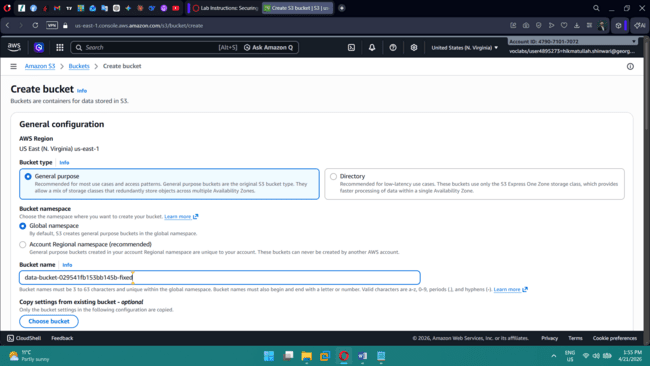 Lab Instructions: Securing
Create S3 bucket | S3 | us
VPN
us-east-1.console.aws.amazon.com/s3/bucket/create
aws
Search
[Alt+S]
Ask Amazon Q
United States (N. Virginia)
Account ID: 4790-7101-7072
Amazon S3
Buckets
Create bucket
Create bucket Info
Buckets are containers for data stored in S3.
General configuration
AWS Region
US East (N. Virginia) us-east-1
Bucket type Info
General purpose
Recommended for most use cases and access patterns. General purpose buckets are the original S3 bucket type. They
allow a mix of storage classes that redundantly store objects across multiple Availability Zones.
Directory
Recommended for low-latency use cases. These buckets use only the S3 Express One Zone storage class, which provides
faster processing of data within a single Availability Zone.
Bucket namespace
Choose the namespace where you want to create your bucket. Learn more
Global namespace
By default, S3 creates general purpose buckets in the global namespace.
Account Regional namespace (recommended)
General purpose buckets created in your account Regional namespace are unique to your account. These buckets can never be created by another AWS account.
Bucket name Info
data-bucket-029541fb153bb145b-fixed
Bucket names must be 3 to 63 characters and unique within the global namespace. Bucket names must also begin and end with a letter or number. Valid characters are a-z, 0-9, periods (.), and hyphens (-). Learn more
Copy settings from existing bucket - optional
Only the bucket settings in the following configuration are copied.
Choose bucket
CloudShell
Feedback
© 2026, Amazon Web Services, Inc. or its affiliates.
Privacy
Terms
Cookie preferences
11°C
Partly sunny
ENG
US
1:55 PM
4/21/2026